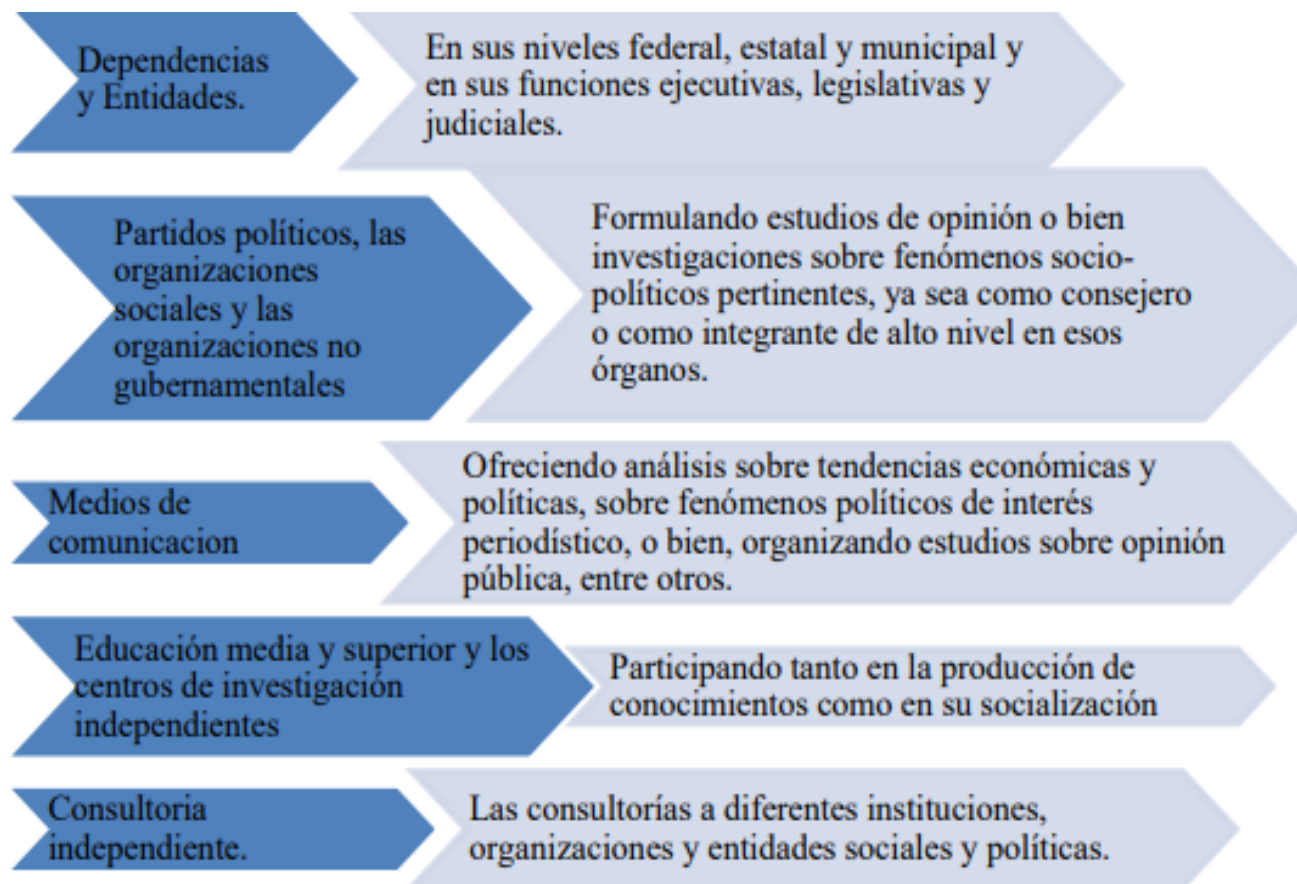 Dependencias
y Entidades.
En sus niveles federal, estatal y municipal y
en sus funciones ejecutivas, legislativas y
judiciales.
Partidos políticos, las
organizaciones
sociales y las
organizaciones no
gubernamentales
Formulando estudios de opinión o bien
investigaciones sobre fenómenos socio-
políticos pertinentes, ya sea como consejero
o como integrante de alto nivel en esos
órganos.
Medios de
comunicacion
Ofreciendo análisis sobre tendencias económicas y
políticas, sobre fenómenos políticos de interés
periodístico, o bien, organizando estudios sobre opinión
pública, entre otros.
Educación media y superior y los
centros de investigación
independientes
Participando tanto en la producción de
conocimientos como en su socialización
Consultoria
independiente.
Las consultorías a diferentes instituciones,
organizaciones y entidades sociales y políticas.